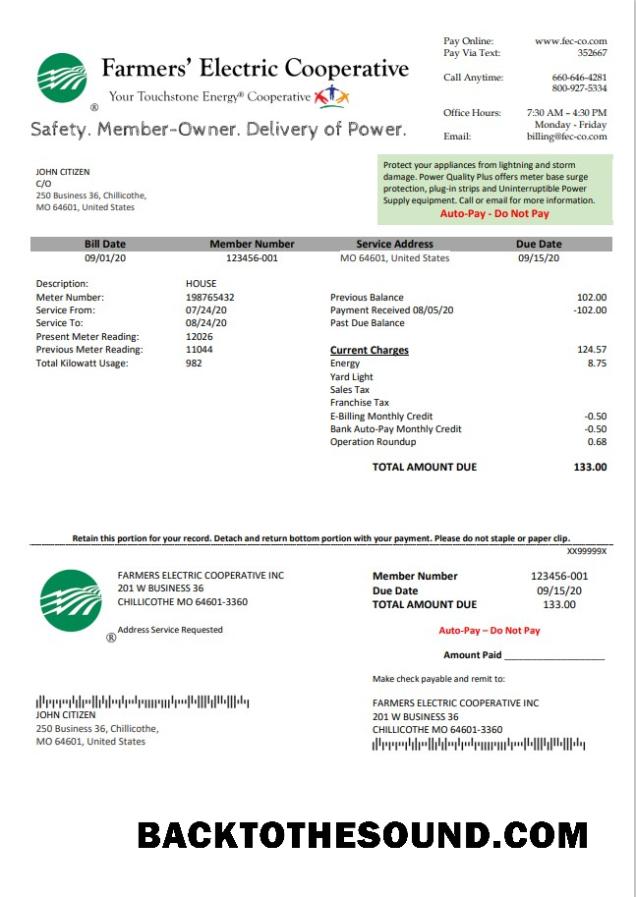 Pay Online: www.fec-co.com
Pay Via Text: 352667
Call Anytime: 660-646-4281
800-927-5334
Office Hours: 7:30 AM – 4:30 PM
Monday - Friday
Email: billing@fec-co.com
Farmers' Electric Cooperative
Your Touchstone Energy® Cooperative
®
Safety. Member-Owner. Delivery of Power.
JOHN CITIZEN
C/O
250 Business 36, Chillicothe,
MO 64601, United States
Protect your appliances from lightning and storm
damage. Power Quality Plus offers meter base surge
protection, plug-in strips and Uninterruptible Power
Supply equipment. Call or email for more information.
Auto-Pay - Do Not Pay
Bill Date Member Number Service Address Due Date
09/01/20 123456-001 MO 64601, United States 09/15/20
Description: HOUSE
Meter Number: 198765432
Service From: 07/24/20
Service To: 08/24/20
Present Meter Reading: 12026
Previous Meter Reading: 11044
Total Kilowatt Usage: 982
Previous Balance 102.00
Payment Received 08/05/20 -102.00
Past Due Balance
Current Charges 124.57
Energy 8.75
Yard Light
Sales Tax
Franchise Tax
E-Billing Monthly Credit -0.50
Bank Auto-Pay Monthly Credit -0.50
Operation Roundup 0.68
TOTAL AMOUNT DUE 133.00
Retain this portion for your record. Detach and return bottom portion with your payment. Please do not staple or paper clip.
XX99999X
FARMERS ELECTRIC COOPERATIVE INC
201 W BUSINESS 36
CHILLICOTHE MO 64601-3360
® Address Service Requested
Member Number 123456-001
Due Date 09/15/20
TOTAL AMOUNT DUE 133.00
Auto-Pay – Do Not Pay
Amount Paid ____________________
Make check payable and remit to:
JOHN CITIZEN
250 Business 36, Chillicothe,
MO 64601, United States
FARMERS ELECTRIC COOPERATIVE INC
201 W BUSINESS 36
CHILLICOTHE MO 64601-3360
BACKTOTHESOUND.COM